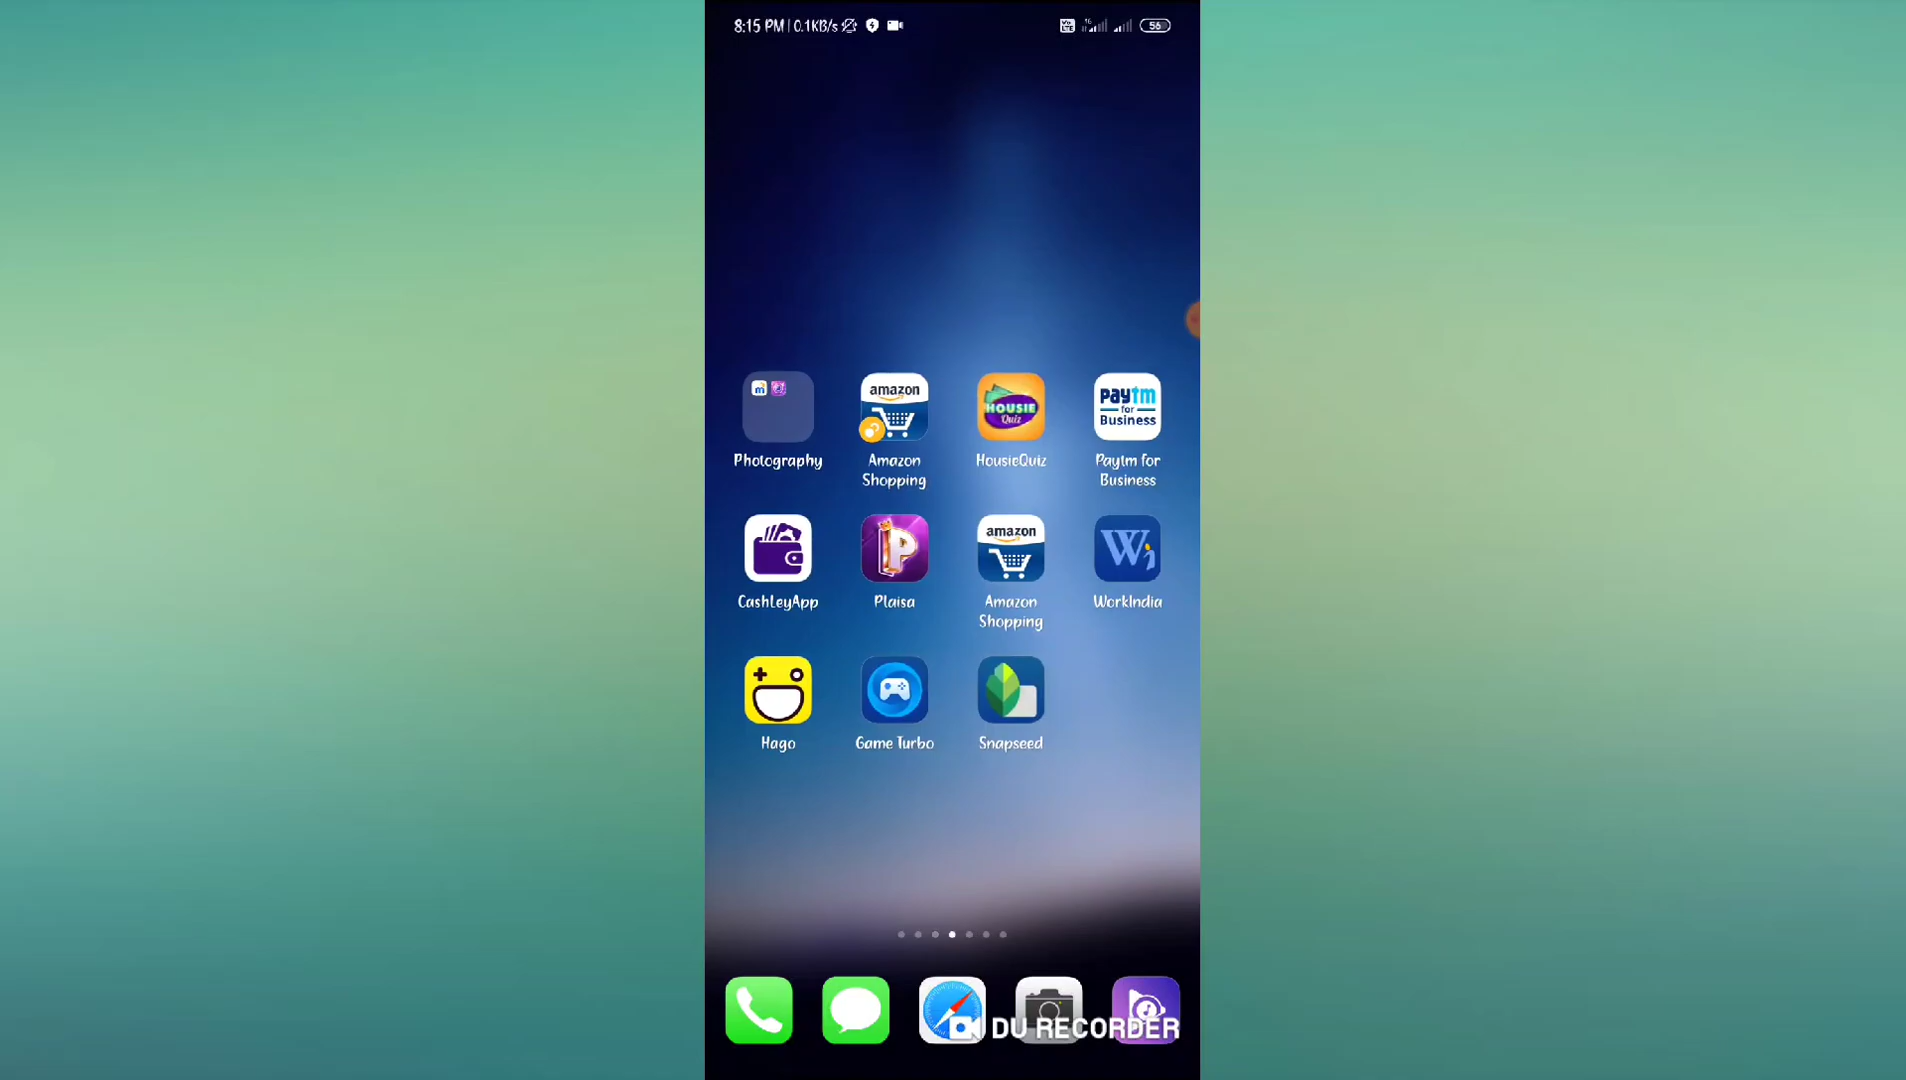 8:15 PM | 0.1KB/s
56
amazon
HOUSIE
Quiz
paytm
for
Business
Photography
Amazon
Shopping
HousieQuiz
Paytm for
Business
P
amazon
W
CashLeyApp
Plaisa
Amazon
Shopping
WorkIndia
Hago
Game Turbo
Snapseed
DU RECORDER